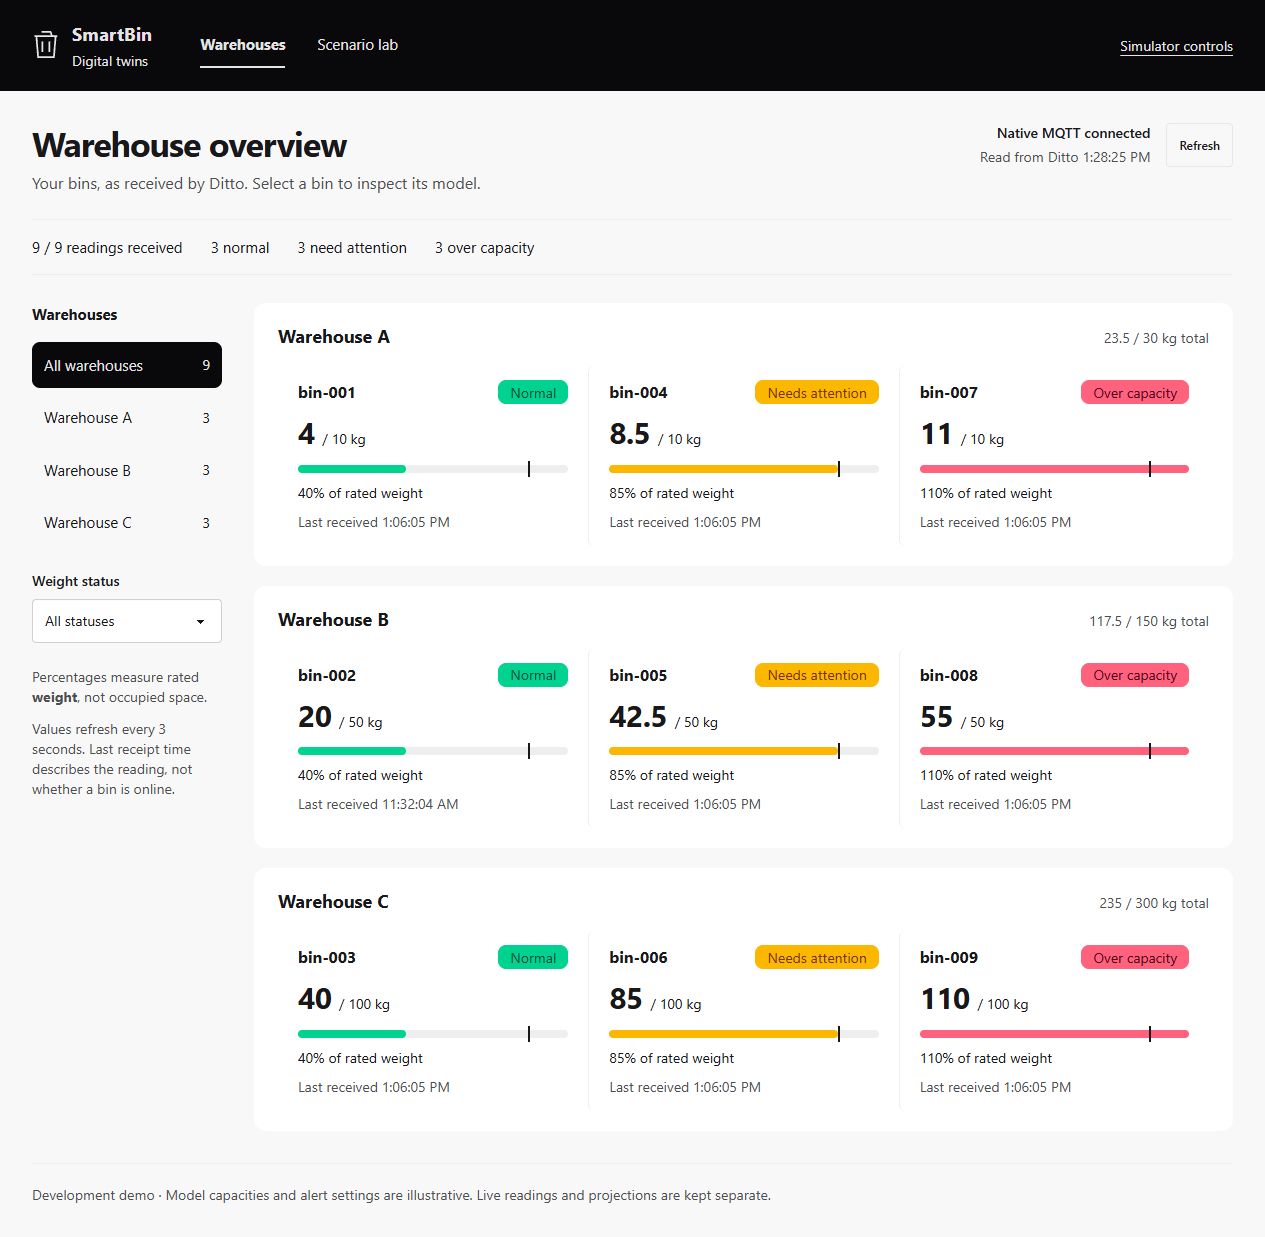 SmartBin
Digital twins
Warehouses
Scenario lab
Simulator controls
Warehouse overview
Your bins, as received by Ditto. Select a bin to inspect its model.
Native MQTT connected
Read from Ditto 1:28:25 PM
Refresh
9 / 9 readings received
3 normal
3 need attention
3 over capacity
Warehouses
All warehouses 9
Warehouse A 3
Warehouse B 3
Warehouse C 3
Weight status
All statuses
Percentages measure rated
weight, not occupied space.
Values refresh every 3
seconds. Last receipt time
describes the reading, not
whether a bin is online.
Warehouse A
23.5 / 30 kg total
bin-001
Normal
4 / 10 kg
40% of rated weight
Last received 1:06:05 PM
bin-004
Needs attention
8.5 / 10 kg
85% of rated weight
Last received 1:06:05 PM
bin-007
Over capacity
11 / 10 kg
110% of rated weight
Last received 1:06:05 PM
Warehouse B
117.5 / 150 kg total
bin-002
Normal
20 / 50 kg
40% of rated weight
Last received 11:32:04 AM
bin-005
Needs attention
42.5 / 50 kg
85% of rated weight
Last received 1:06:05 PM
bin-008
Over capacity
55 / 50 kg
110% of rated weight
Last received 1:06:05 PM
Warehouse C
235 / 300 kg total
bin-003
Normal
40 / 100 kg
40% of rated weight
Last received 1:06:05 PM
bin-006
Needs attention
85 / 100 kg
85% of rated weight
Last received 1:06:05 PM
bin-009
Over capacity
110 / 100 kg
110% of rated weight
Last received 1:06:05 PM
Development demo · Model capacities and alert settings are illustrative. Live readings and projections are kept separate.